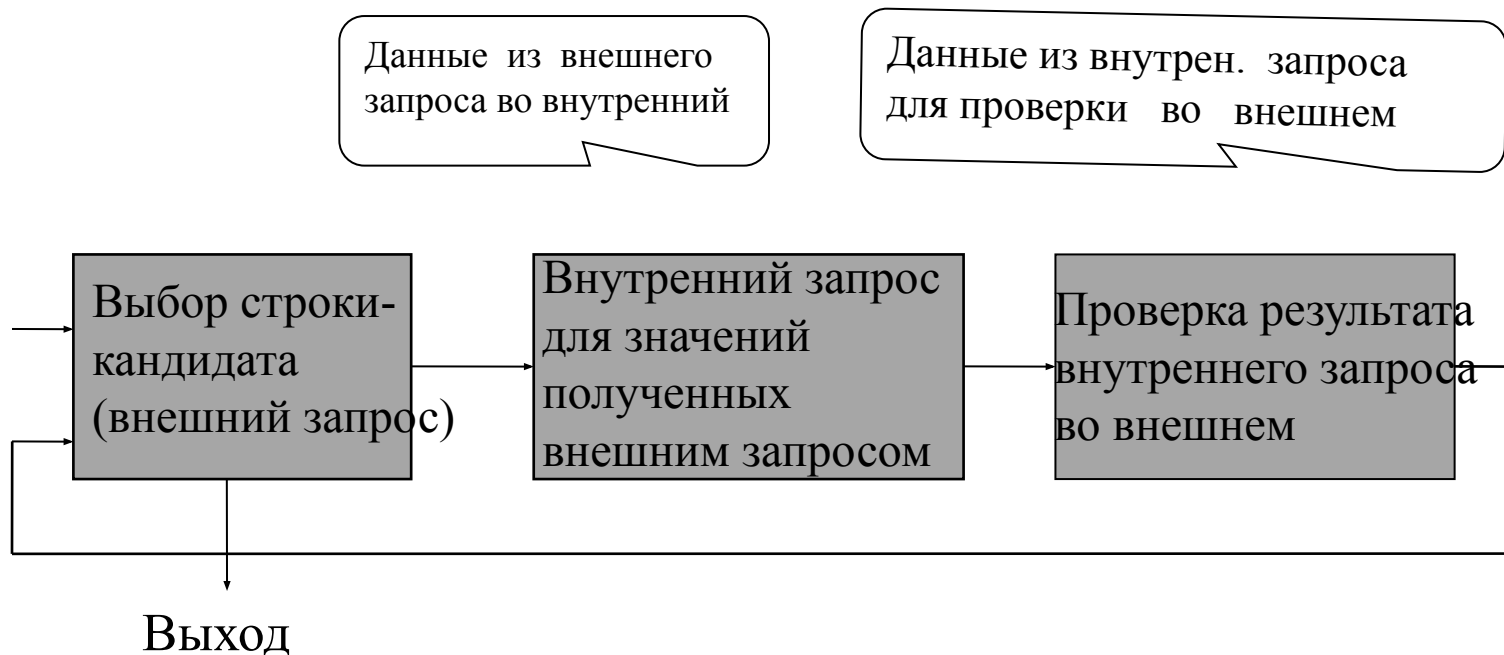 Данные из внешнего
запроса во внутренний
Данные из внутрен. запроса
для проверки во внешнем
Выбор строки-
кандидата
(внешний запрос)
Внутренний запрос
для значений
полученных
внешним запросом
Проверка результата
внутреннего запроса
во внешнем
Выход